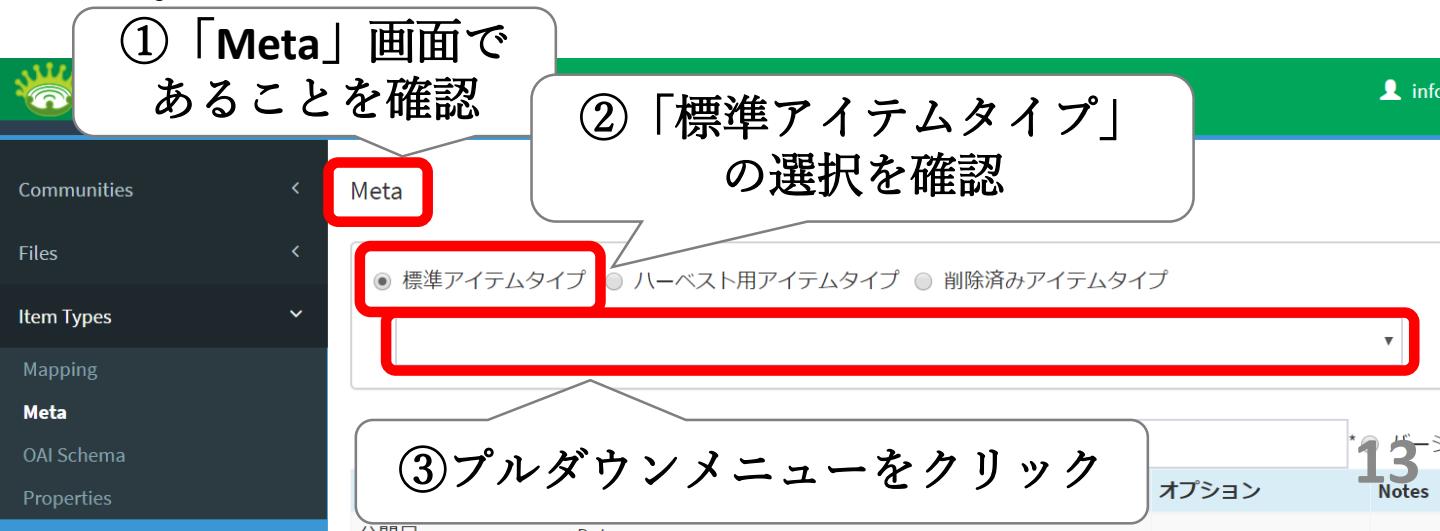 ①「Meta」画面で
あることを確認
②「標準アイテムタイプ」
の選択を確認
Communities
Meta
Files
標準アイテムタイプ ハーベスト用アイテムタイプ 削除済みアイテムタイプ
Item Types
Mapping
Meta
OAI Schema
③プルダウンメニューをクリック
13
Properties
オプション Notes